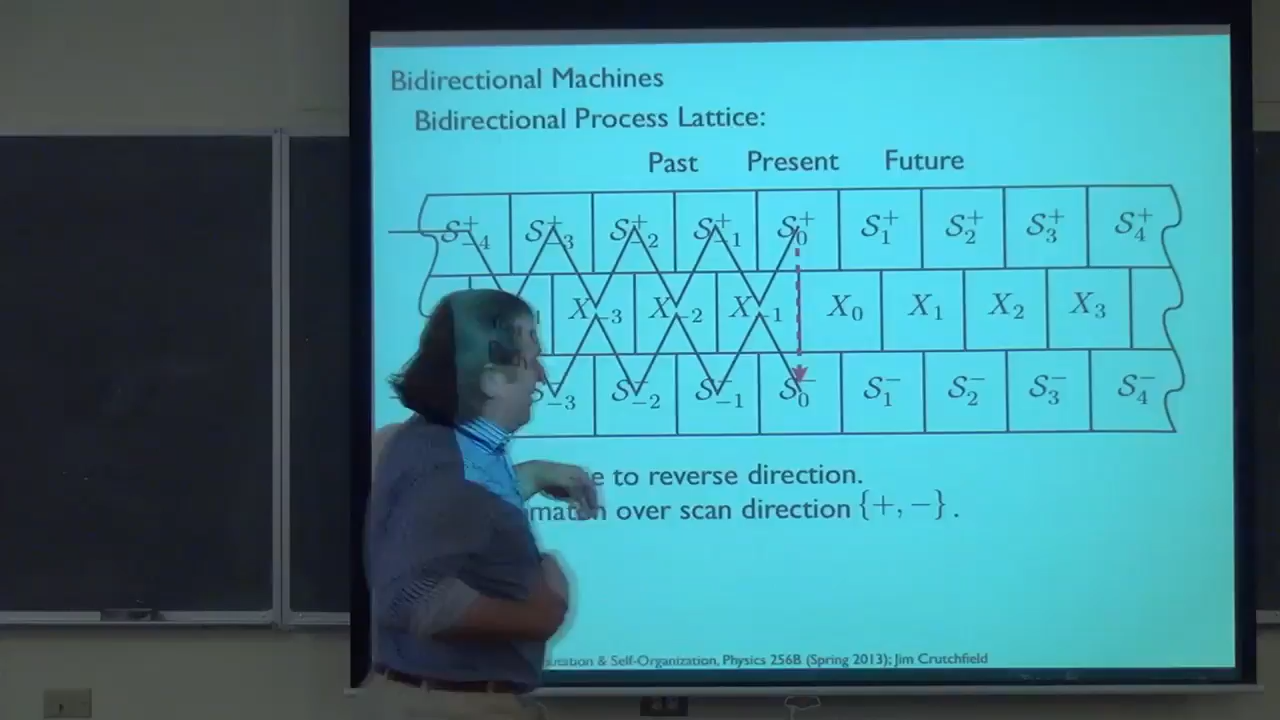 Bidirectional Machines
Bidirectional Process Lattice:
Past Present Future
S⁺₋₄ S⁺₋₃ S⁺₋₂ S⁺₋₁ S⁺₀ S⁺₁ S⁺₂ S⁺₃ S⁺₄
X₋₃ X₋₂ X₋₁ X₀ X₁ X₂ X₃
S⁻₋₃ S⁻₋₂ S⁻₋₁ S⁻₀ S⁻₁ S⁻₂ S⁻₃ S⁻₄
to reverse direction.
over scan direction {+, −} .
& Self-Organization, Physics 256B (Spring 2013); Jim Crutchfield